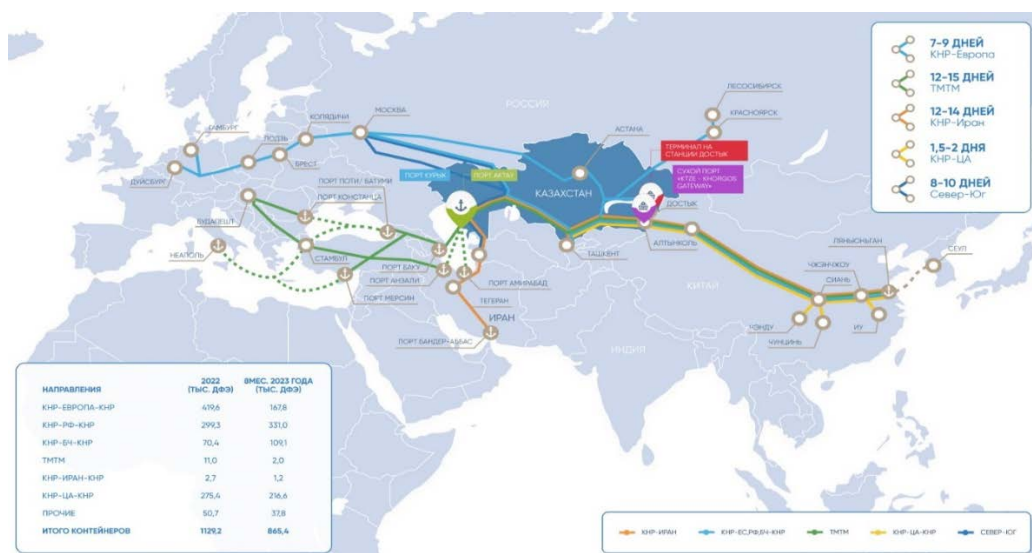 7-9 ДНЕЙ
КНР-Европа
12-15 ДНЕЙ
ТМТМ
12-14 ДНЕЙ
КНР-Иран
1,5-2 ДНЯ
КНР-ЦА
8-10 ДНЕЙ
Север-Юг
РОССИЯ
ЛЕСОСИБИРСК
КРАСНОЯРСК
МОСКВА
КОЛЯДИЧИ
ГАМБУРГ
ЛОДЗЬ
БРЕСТ
ДУЙСБУРГ
АСТАНА
ТЕРМИНАЛ НА
СТАНЦИИ ДОСТЫК
СУХОЙ ПОРТ
«KTZE - KHORGOS
GATEWAY»
ПОРТ КУРЫК
ПОРТ АКТАУ
КАЗАХСТАН
ПОРТ ПОТИ/ БАТУМИ
ПОРТ КОНСТАНЦА
БУДАПЕШТ
ДОСТЫК
АЛТЫНКОЛЬ
ТАШКЕНТ
НЕАПОЛЬ
СТАМБУЛ
ПОРТ БАКУ
ПОРТ АНЗАЛИ
ПОРТ МЕРСИН
ПОРТ АМИРАБАД
ТЕГЕРАН
ИРАН
ПОРТ БАНДЕР-АББАС
ЛЯНЬЮНЬГАН
СЕУЛ
ЧЖЭНЧЖОУ
СИАНЬ
КИТАЙ
ЧЭНДУ
ИУ
ЧУНЦИНЬ
ИНДИЯ
НАПРАВЛЕНИЯ 2022 (ТЫС. ДФЭ) 8МЕС. 2023 ГОДА (ТЫС. ДФЭ)
КНР-ЕВРОПА-КНР 419,6 167,8
КНР-РФ-КНР 299,3 331,0
КНР-БЧ-КНР 70,4 109,1
ТМТМ 11,0 2,0
КНР-ИРАН-КНР 2,7 1,2
КНР-ЦА-КНР 275,4 216,6
ПРОЧИЕ 50,7 37,8
ИТОГО КОНТЕЙНЕРОВ 1129,2 865,4
КНР-ИРАН
КНР-ЕС,РФ,БЧ-КНР
ТМТМ
КНР-ЦА-КНР
СЕВЕР-ЮГ